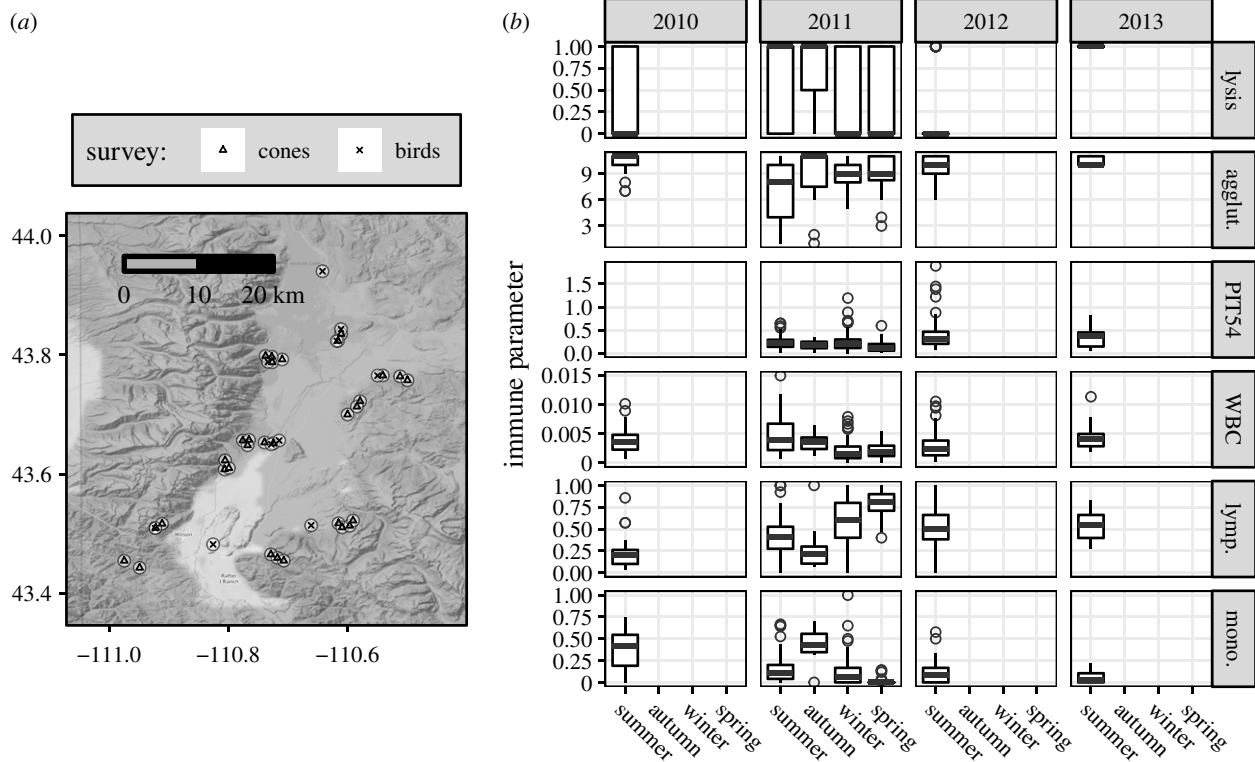 (a)
survey: cones birds
44.0
43.8
43.6
43.4
0 10 20 km
Wilson
Rafter
J Ranch
−111.0 −110.8 −110.6
(b)
2010 2011 2012 2013
immune parameter
1.00
0.75
0.50
0.25
0
lysis
9
6
3
agglut.
1.5
1.0
0.5
0.0
PIT54
0.015
0.010
0.005
0
WBC
1.00
0.75
0.50
0.25
0.00
lymp.
1.00
0.75
0.50
0.25
0
mono.
summer autumn winter spring summer autumn winter spring summer autumn winter spring summer autumn winter spring